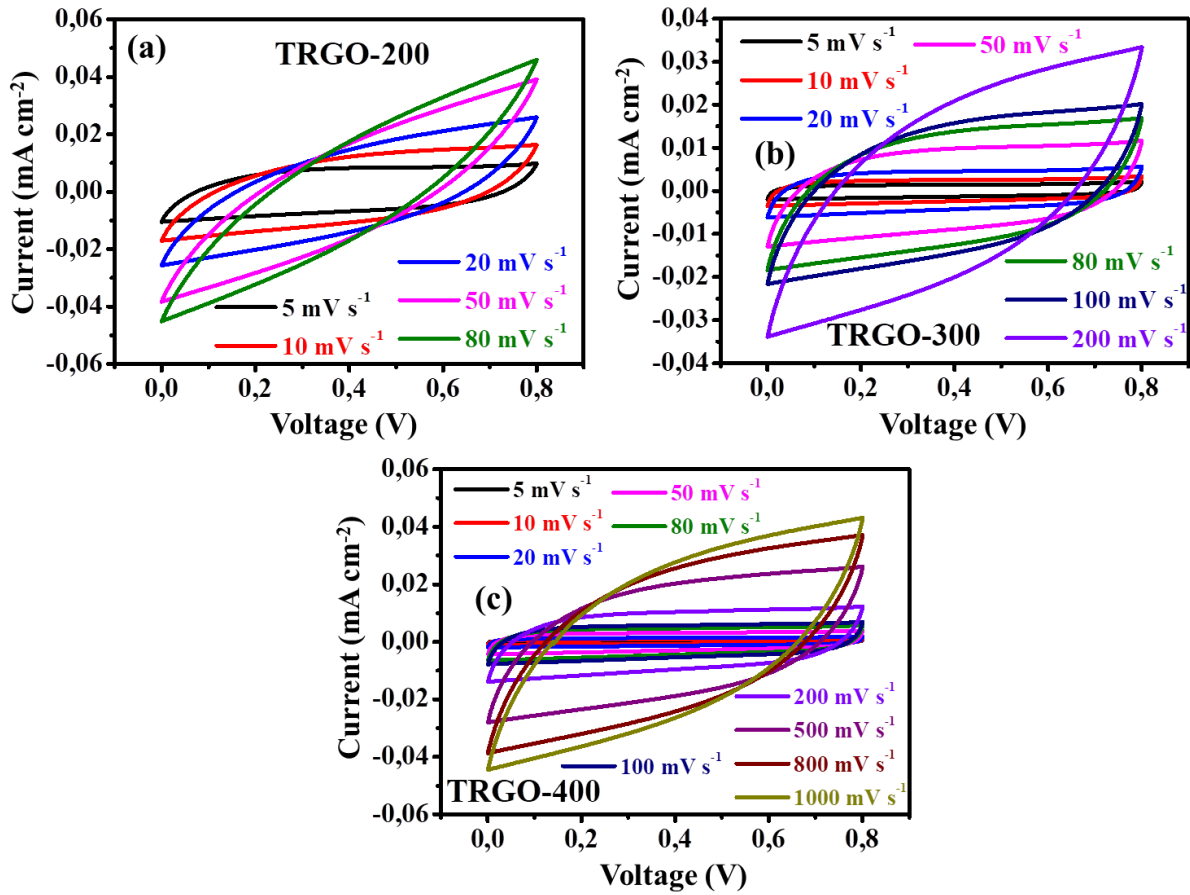 (a)
TRGO-200
0,06
0,04
0,02
0,00
-0,02
-0,04
-0,06
Current (mA cm⁻²)
20 mV s⁻¹
50 mV s⁻¹
5 mV s⁻¹
10 mV s⁻¹
80 mV s⁻¹
0,0 0,2 0,4 0,6 0,8
Voltage (V)
(b)
5 mV s⁻¹
50 mV s⁻¹
10 mV s⁻¹
20 mV s⁻¹
0,04
0,03
0,02
0,01
0,00
-0,01
-0,02
-0,03
-0,04
Current (mA cm⁻²)
80 mV s⁻¹
100 mV s⁻¹
200 mV s⁻¹
TRGO-300
0,0 0,2 0,4 0,6 0,8
Voltage (V)
5 mV s⁻¹
50 mV s⁻¹
10 mV s⁻¹
80 mV s⁻¹
20 mV s⁻¹
(c)
0,06
0,04
0,02
0,00
-0,02
-0,04
-0,06
Current (mA cm⁻²)
200 mV s⁻¹
500 mV s⁻¹
100 mV s⁻¹
800 mV s⁻¹
1000 mV s⁻¹
TRGO-400
0,0 0,2 0,4 0,6 0,8
Voltage (V)